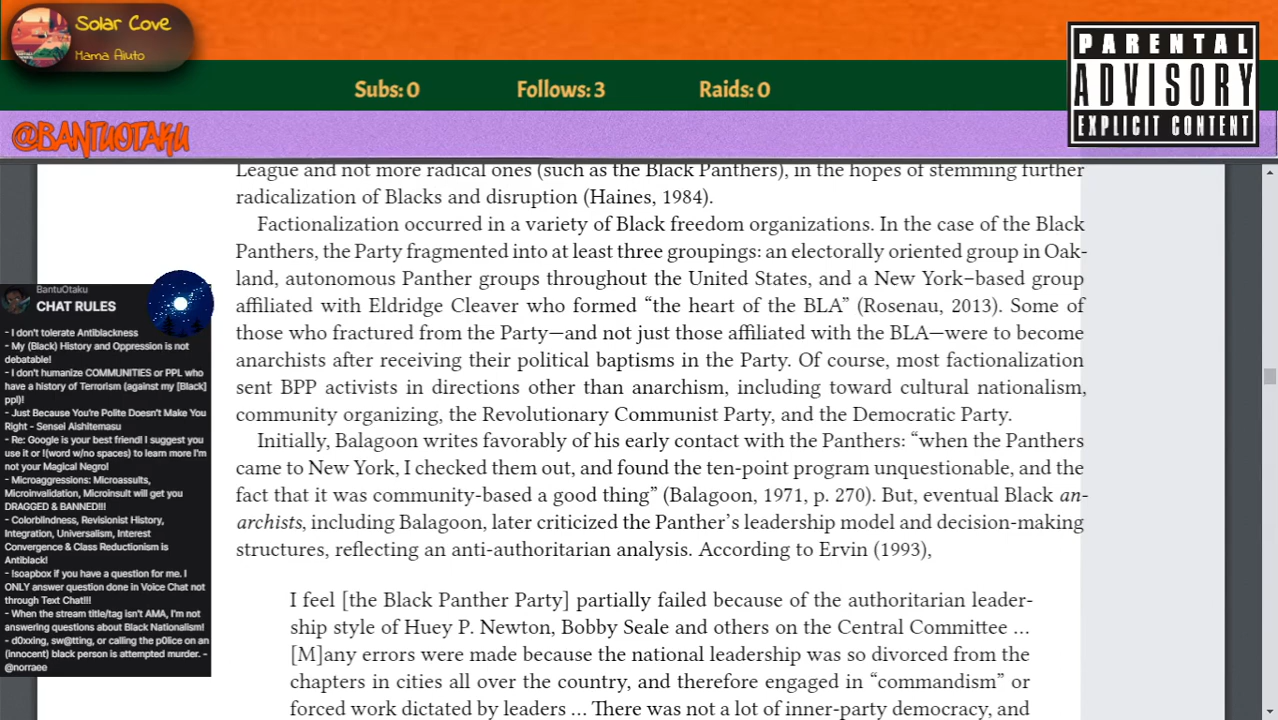 Solar Cove
Mama Aiuto
Subs: 0
Follows: 3
Raids: 0
PARENTAL
ADVISORY
EXPLICIT CONTENT
@BANTUOTAKU
League and not more radical ones (such as the Black Panthers), in the hopes of stemming further
radicalization of Blacks and disruption (Haines, 1984).
Factionalization occurred in a variety of Black freedom organizations. In the case of the Black
Panthers, the Party fragmented into at least three groupings: an electorally oriented group in Oak-
land, autonomous Panther groups throughout the United States, and a New York–based group
affiliated with Eldridge Cleaver who formed “the heart of the BLA” (Rosenau, 2013). Some of
those who fractured from the Party—and not just those affiliated with the BLA—were to become
anarchists after receiving their political baptisms in the Party. Of course, most factionalization
sent BPP activists in directions other than anarchism, including toward cultural nationalism,
community organizing, the Revolutionary Communist Party, and the Democratic Party.
Initially, Balagoon writes favorably of his early contact with the Panthers: “when the Panthers
came to New York, I checked them out, and found the ten-point program unquestionable, and the
fact that it was community-based a good thing” (Balagoon, 1971, p. 270). But, eventual Black an-
archists, including Balagoon, later criticized the Panther’s leadership model and decision-making
structures, reflecting an anti-authoritarian analysis. According to Ervin (1993),
I feel [the Black Panther Party] partially failed because of the authoritarian leader-
ship style of Huey P. Newton, Bobby Seale and others on the Central Committee ...
[M]any errors were made because the national leadership was so divorced from the
chapters in cities all over the country, and therefore engaged in “commandism” or
forced work dictated by leaders ... There was not a lot of inner-party democracy, and
BantuOtaku
CHAT RULES
- I don't tolerate Antiblackness
- My (Black) History and Oppression is not
debatable!
- I don't humanize COMMUNITIES or PPL who
have a history of Terrorism (against my [Black]
ppl)!
- Just Because You're Polite Doesn't Make You
Right - Sensei Aishitemasu
- Re: Google is your best friend! I suggest you
use it or !(word w/no spaces) to learn more I'm
not your Magical Negro!
- Microaggressions: Microassults,
Microinvalidation, Microinsult will get you
DRAGGED & BANNED!!!
- Colorblindness, Revisionist History,
Integration, Universalism, Interest
Convergence & Class Reductionism is
Antiblack!
- !soapbox if you have a question for me. I
ONLY answer question done in Voice Chat not
through Text Chat!!!
- When the stream title/tag isn't AMA, I'm not
answering questions about Black Nationalism!
- d0xxing, sw@tting, or calling the p0lice on an
(innocent) black person is attempted murder. -
@norraee